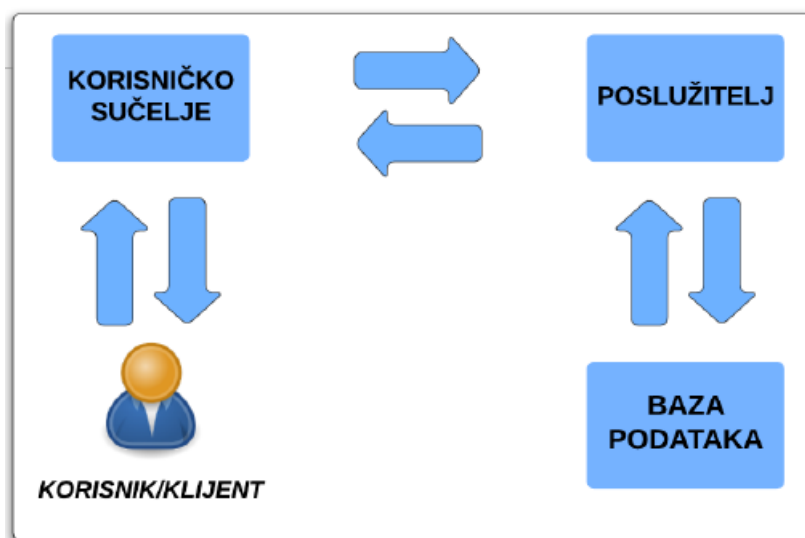 KORISNIČKO
SUČELJE
POSLUŽITELJ
BAZA
PODATAKA
KORISNIK/KLIJENT